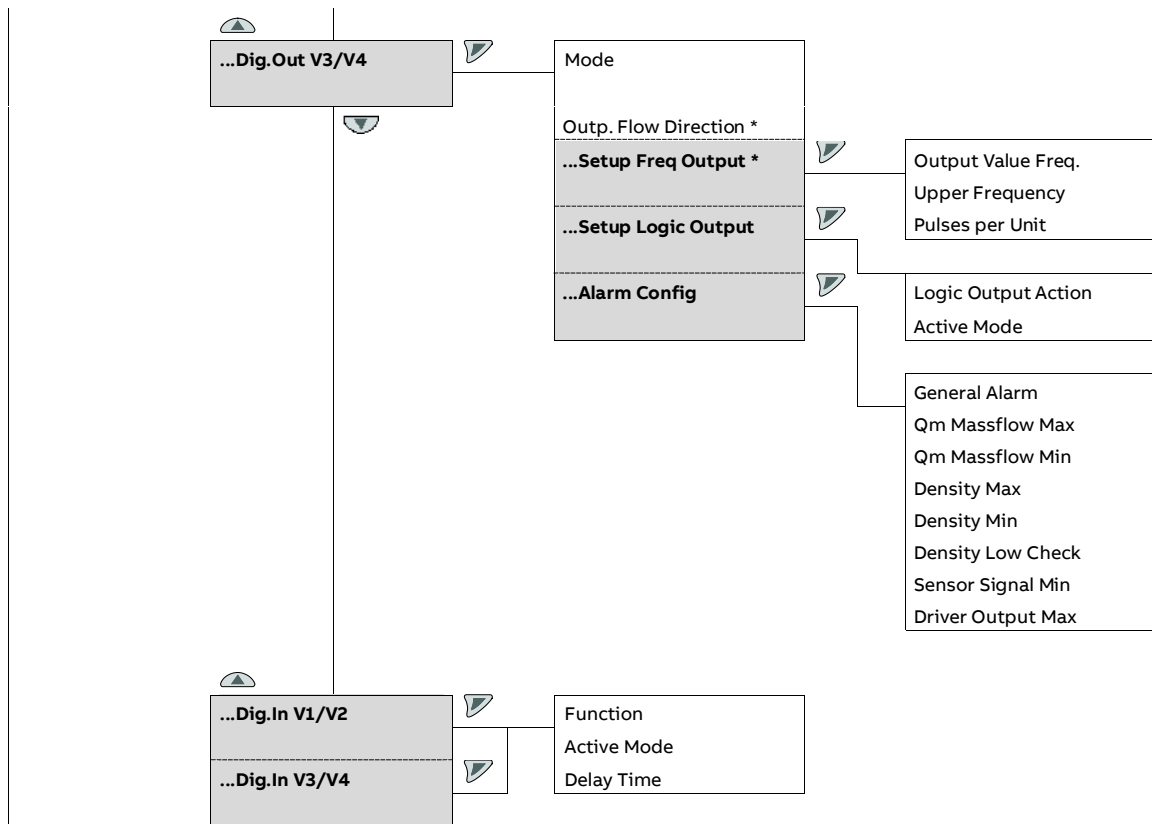 ...Dig.Out V3/V4
Mode
Outp. Flow Direction *
...Setup Freq Output *
...Setup Logic Output
...Alarm Config
Output Value Freq.
Upper Frequency
Pulses per Unit
Logic Output Action
Active Mode
General Alarm
Qm Massflow Max
Qm Massflow Min
Density Max
Density Min
Density Low Check
Sensor Signal Min
Driver Output Max
...Dig.In V1/V2
...Dig.In V3/V4
Function
Active Mode
Delay Time